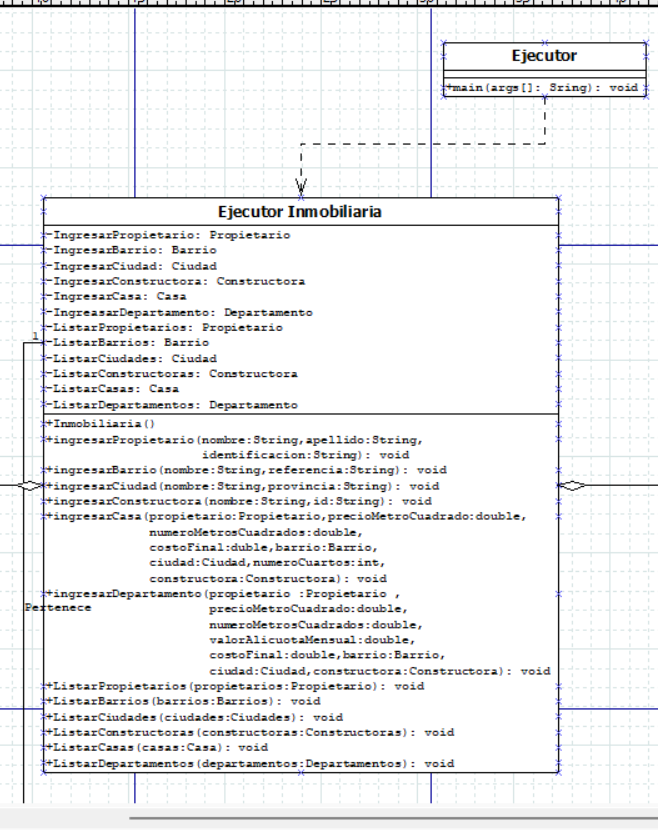 Ejecutor
+main(args[]: Sring): void
Ejecutor Inmobiliaria
-IngresarPropietario: Propietario
-IngresarBarrio: Barrio
-IngresarCiudad: Ciudad
-IngresarConstructora: Constructora
-IngresarCasa: Casa
-IngreasarDepartamento: Departamento
-ListarPropietarios: Propietario
1
-ListarBarrios: Barrio
-ListarCiudades: Ciudad
-ListarConstructoras: Constructora
-ListarCasas: Casa
-ListarDepartamentos: Departamento
+Inmobiliaria()
+ingresarPropietario(nombre:String,apellido:String,
identificacion:String): void
+ingresarBarrio(nombre:String,referencia:String): void
+ingresarCiudad(nombre:String,provincia:String): void
+ingresarConstructora(nombre:String,id:String): void
+ingresarCasa(propietario:Propietario,precioMetroCuadrado:double,
numeroMetrosCuadrados:double,
costoFinal:duble,barrio:Barrio,
ciudad:Ciudad,numeroCuartos:int,
constructora:Constructora): void
+ingresarDepartamento(propietario :Propietario ,
Pertenece
precioMetroCuadrado:double,
numeroMetrosCuadrados:double,
valorAlicuotaMensual:double,
costoFinal:double,barrio:Barrio,
ciudad:Ciudad,constructora:Constructora): void
+ListarPropietarios(propietarios:Propietario): void
+ListarBarrios(barrios:Barrios): void
+ListarCiudades(ciudades:Ciudades): void
+ListarConstructoras(constructoras:Constructoras): void
+ListarCasas(casas:Casa): void
+ListarDepartamentos(departamentos:Departamentos): void